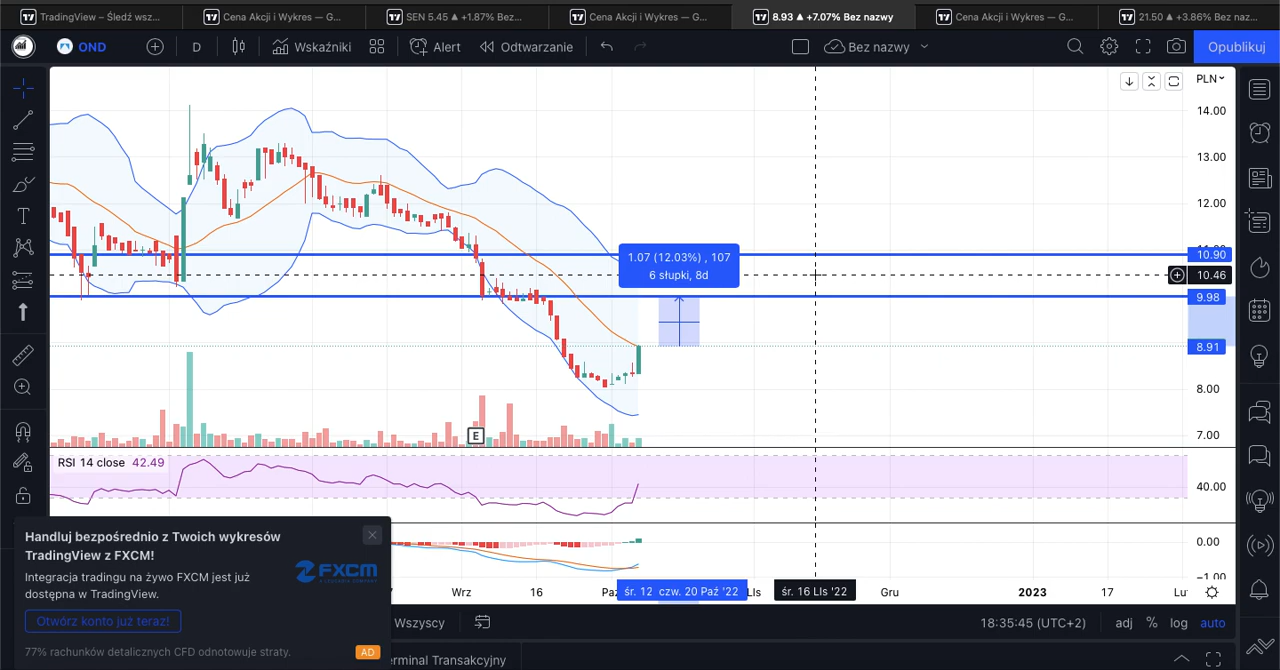 TradingView – Śledź wsz...
Cena Akcji i Wykres — G...
SEN 5.45 ▲ +1.87% Bez...
Cena Akcji i Wykres — G...
8.93 ▲ +7.07% Bez nazwy
Cena Akcji i Wykres — G...
21.50 ▲ +3.86% Bez naz...
OND
D
Wskaźniki
Alert
Odtwarzanie
Bez nazwy
Opublikuj
PLN
14.00
13.00
12.00
10.90
10.46
9.98
8.91
8.00
7.00
1.07 (12.03%) , 107
6 słupki, 8d
E
RSI 14 close 42.49
40.00
0.00
−1.00
Wrz
16
śr. 12
czw. 20 Paź '22
śr. 16 LIs '22
Gru
2023
17
Handluj bezpośrednio z Twoich wykresów
TradingView z FXCM!
Integracja tradingu na żywo FXCM jest już
dostępna w TradingView.
FXCM
Otwórz konto już teraz!
77% rachunków detalicznych CFD odnotowuje straty.
AD
Wszyscy
18:35:45 (UTC+2)
adj
%
log
auto
erminal Transakcyjny